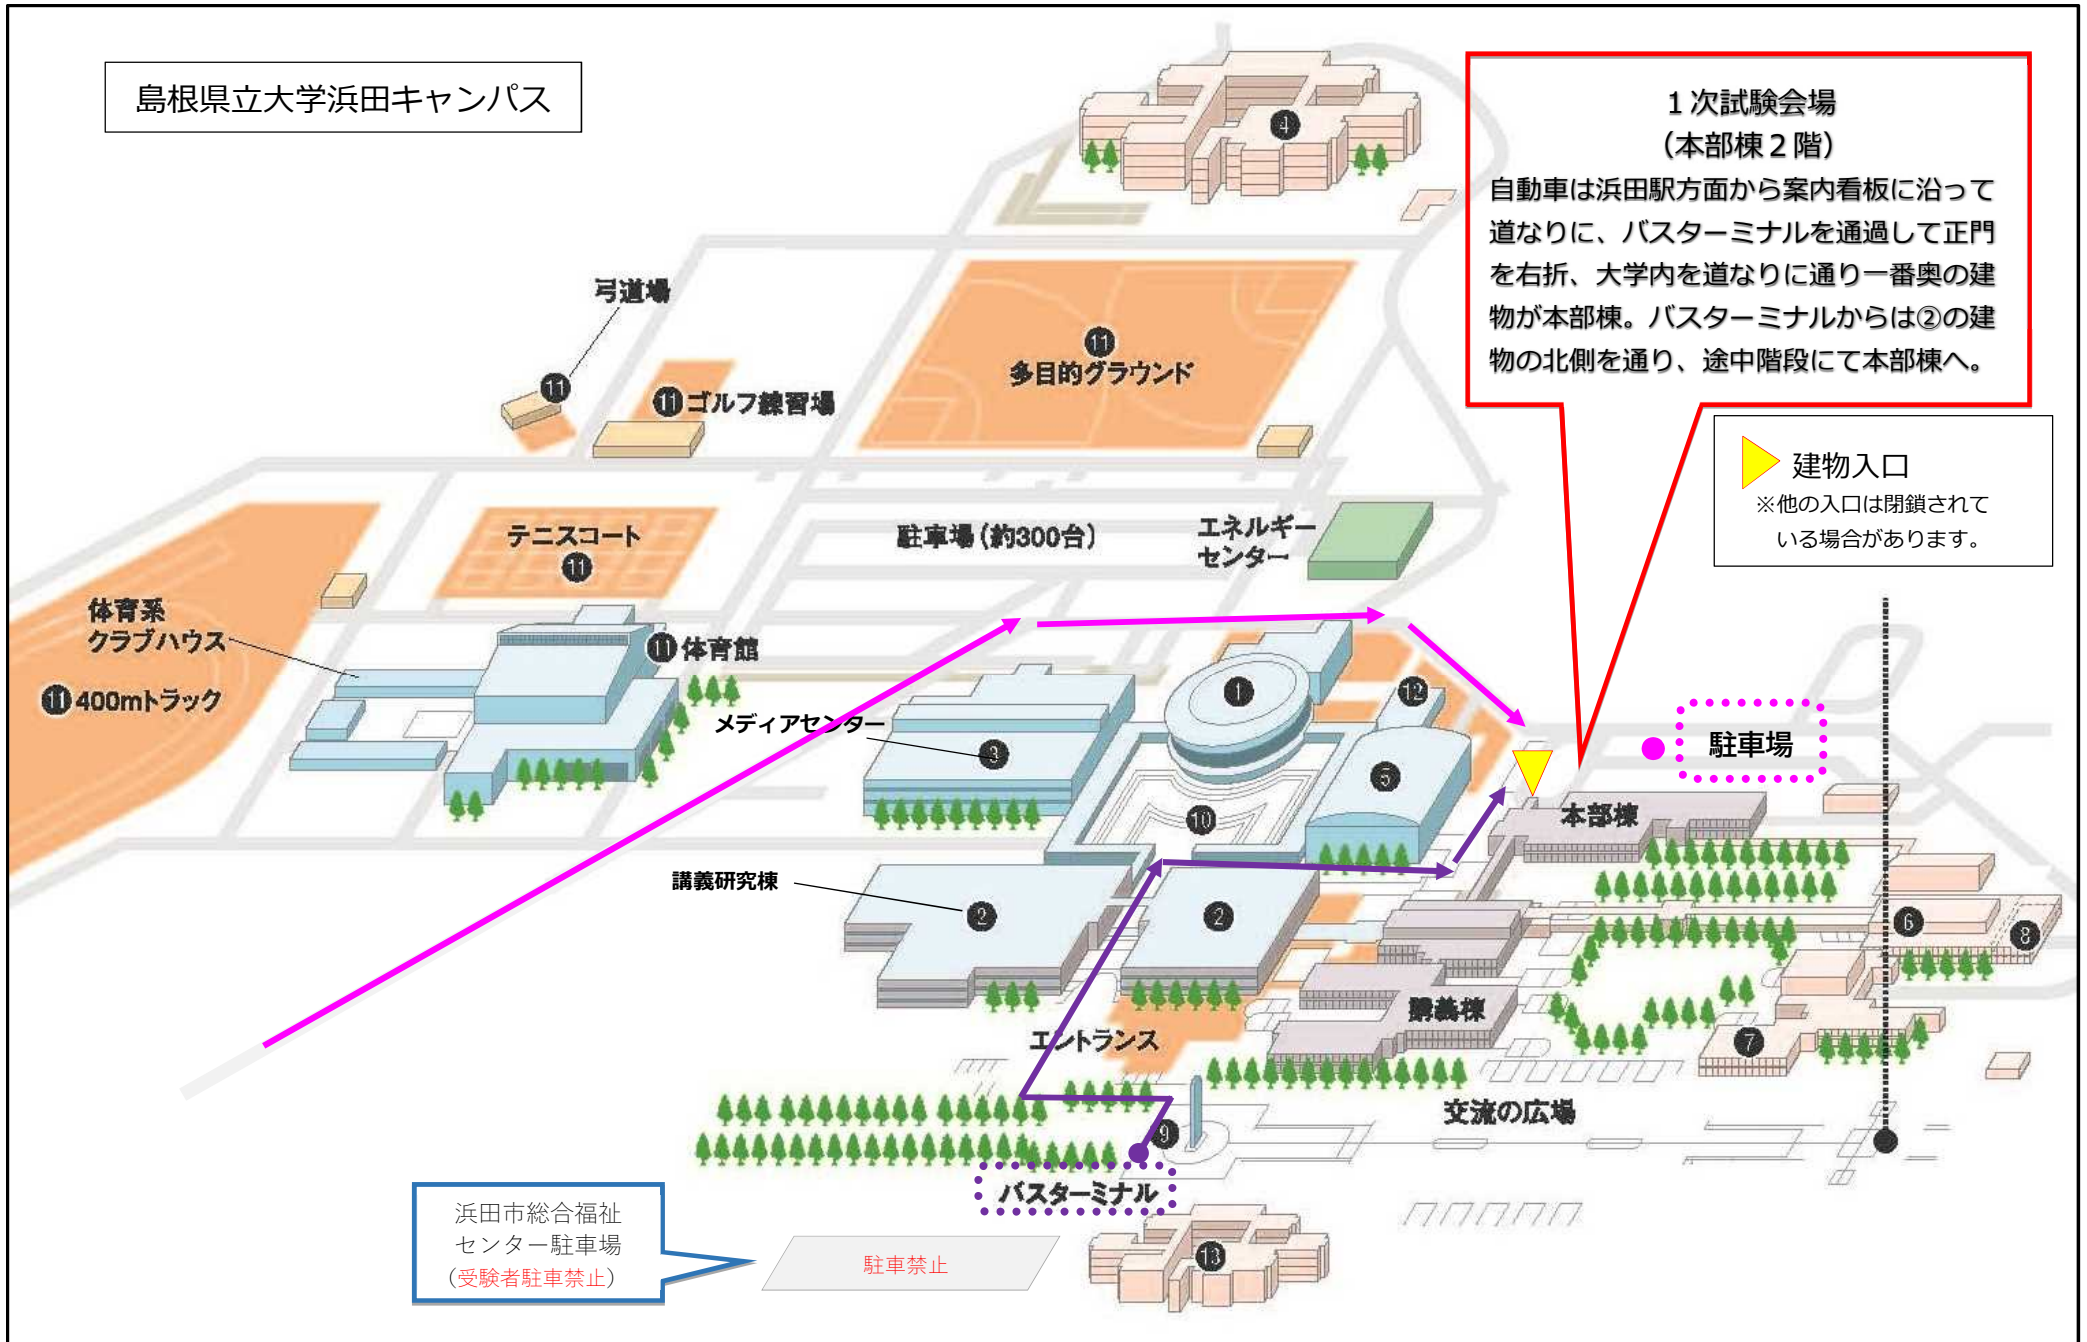 島根県立大学浜田キャンパス
④
1次試験会場
（本部棟２階）
自動車は浜田駅方面から案内看板に沿って
道なりに、バスターミナルを通過して正門
を右折、大学内を道なりに通り一番奥の建
物が本部棟。バスターミナルからは②の建
物の北側を通り、途中階段にて本部棟へ。
弓道場
⑪
⑪ゴルフ練習場
⑪
多目的グラウンド
建物入口
※他の入口は閉鎖されて
いる場合があります。
テニスコート
⑪
駐車場（約300台）
エネルギー
センター
体育系
クラブハウス
⑪体育館
⑪400mトラック
メディアセンター
③
①
⑫
⑤
⑩
駐車場
本部棟
講義研究棟
②
②
⑥
⑧
講義棟
⑦
エントランス
交流の広場
⑨
バスターミナル
浜田市総合福祉
センター駐車場
（受験者駐車禁止）
駐車禁止
⑬